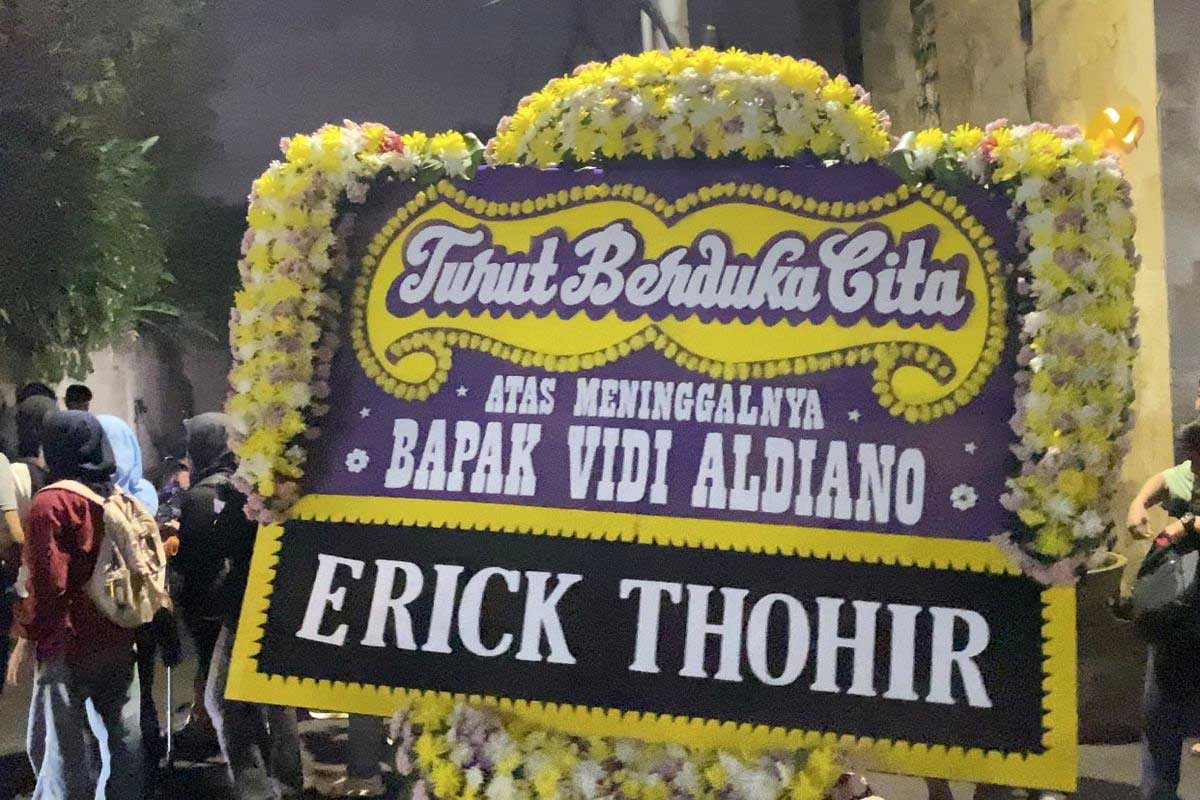 Turut Berduka Cita
ATAS MENINGGALNYA
BAPAK VIDI ALDIANO
ERICK THOHIR